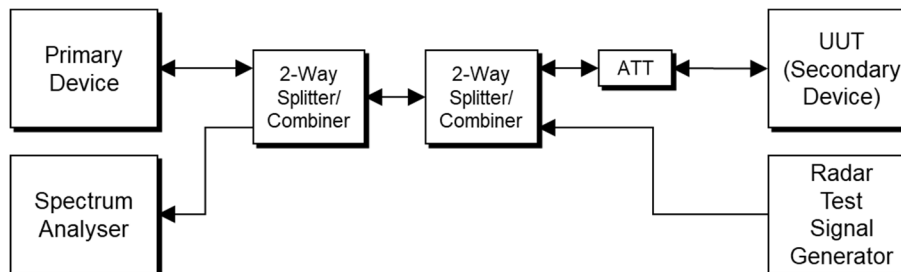 Primary
Device
2-Way
Splitter/
Combiner
2-Way
Splitter/
Combiner
ATT
UUT
(Secondary
Device)
Spectrum
Analyser
Radar
Test
Signal
Generator